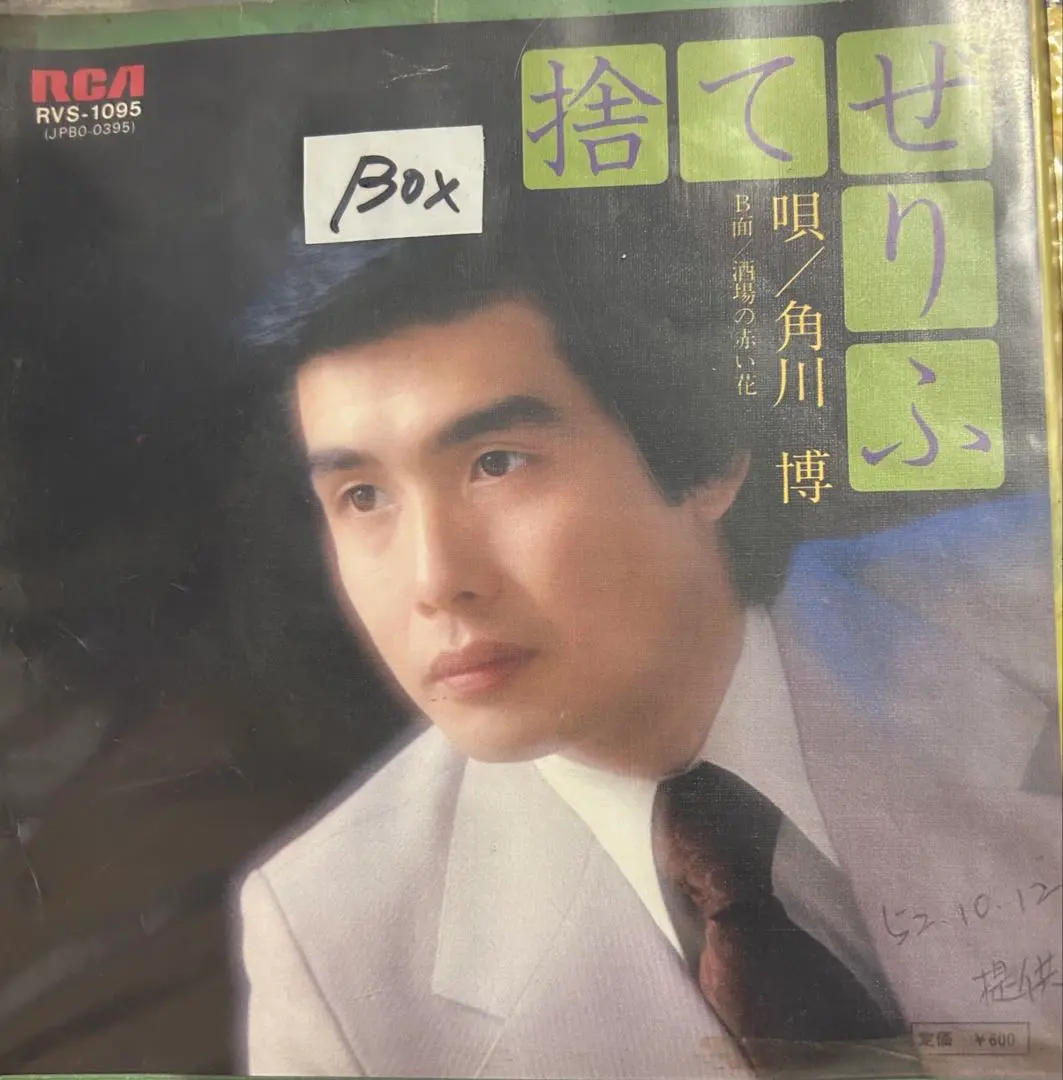 RCA
RVS-1095
(JPBO-0395)
Box
捨てぜりふ
唄／角川 博
B面／酒場の赤い花
52.10.12
提供
定価 ¥600